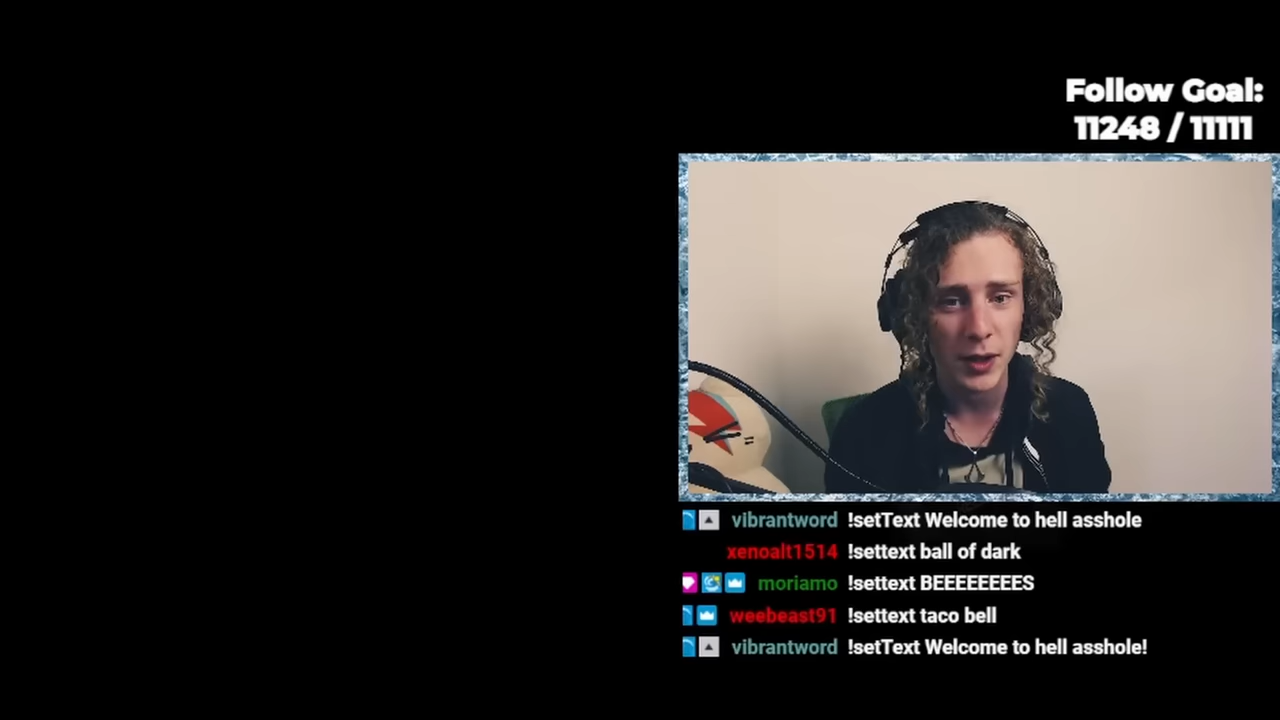 Follow Goal:
11248 / 11111
vibrantword !setText Welcome to hell asshole
xenoalt1514 !settext ball of dark
moriamo !settext BEEEEEEEES
weebeast91 !settext taco bell
vibrantword !setText Welcome to hell asshole!